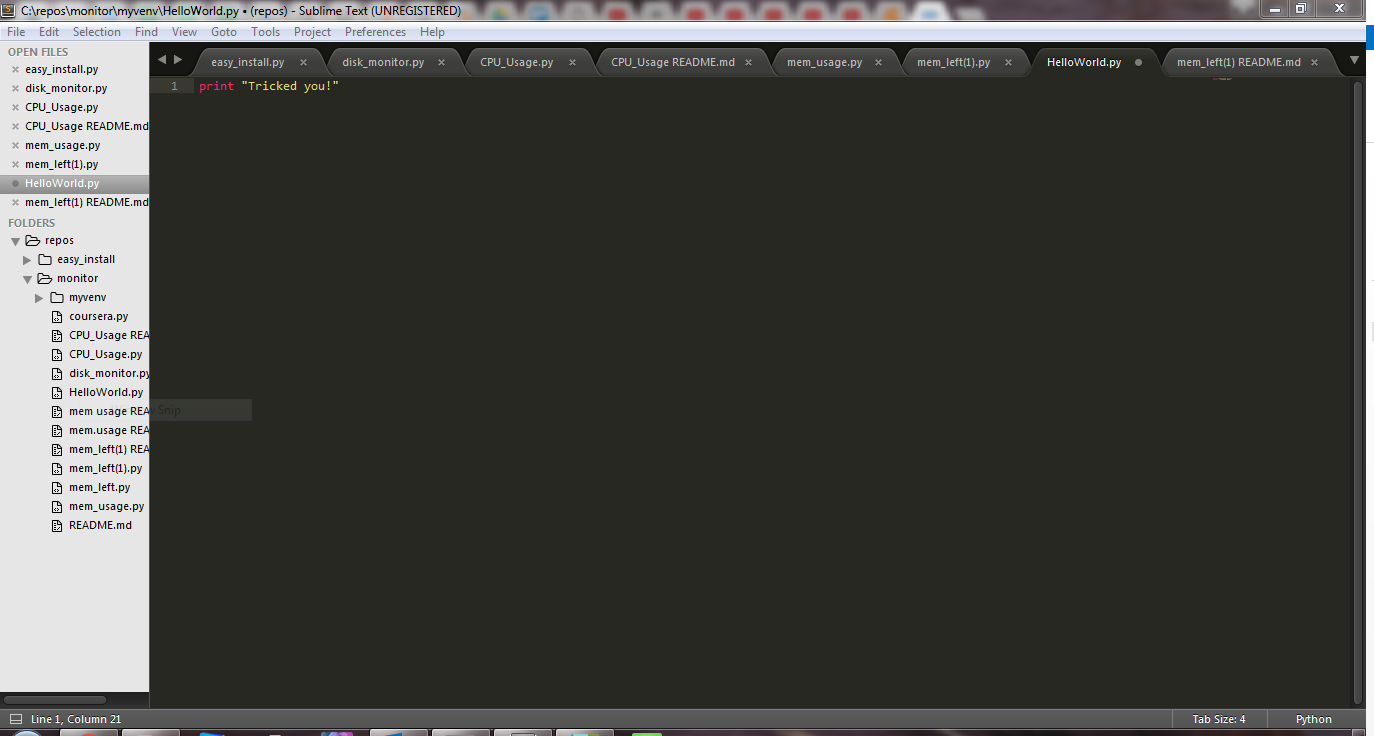 C:\repos\monitor\myvenv\HelloWorld.py • (repos) - Sublime Text (UNREGISTERED)
File Edit Selection Find View Goto Tools Project Preferences Help
OPEN FILES
easy_install.py
disk_monitor.py
CPU_Usage.py
CPU_Usage README.md
mem_usage.py
mem_left(1).py
HelloWorld.py
mem_left(1) README.md
FOLDERS
repos
easy_install
monitor
myvenv
coursera.py
CPU_Usage REA
CPU_Usage.py
disk_monitor.py
HelloWorld.py
mem usage REA
mem.usage REA
mem_left(1) REA
mem_left(1).py
mem_left.py
mem_usage.py
README.md
easy_install.py disk_monitor.py CPU_Usage.py CPU_Usage README.md mem_usage.py mem_left(1).py HelloWorld.py mem_left(1) README.md
1 print "Tricked you!"
Snip
Line 1, Column 21 Tab Size: 4 Python